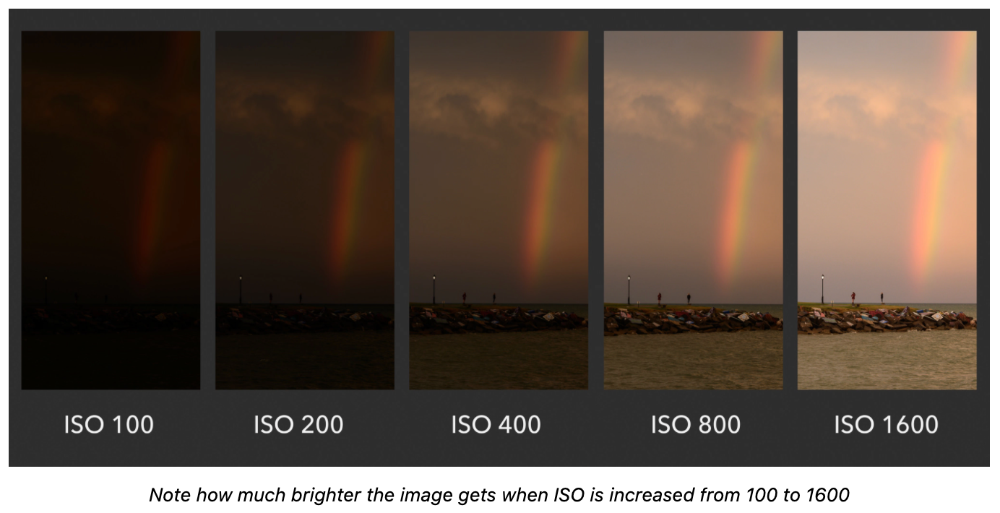 ISO 100
ISO 200
ISO 400
ISO 800
ISO 1600
Note how much brighter the image gets when ISO is increased from 100 to 1600